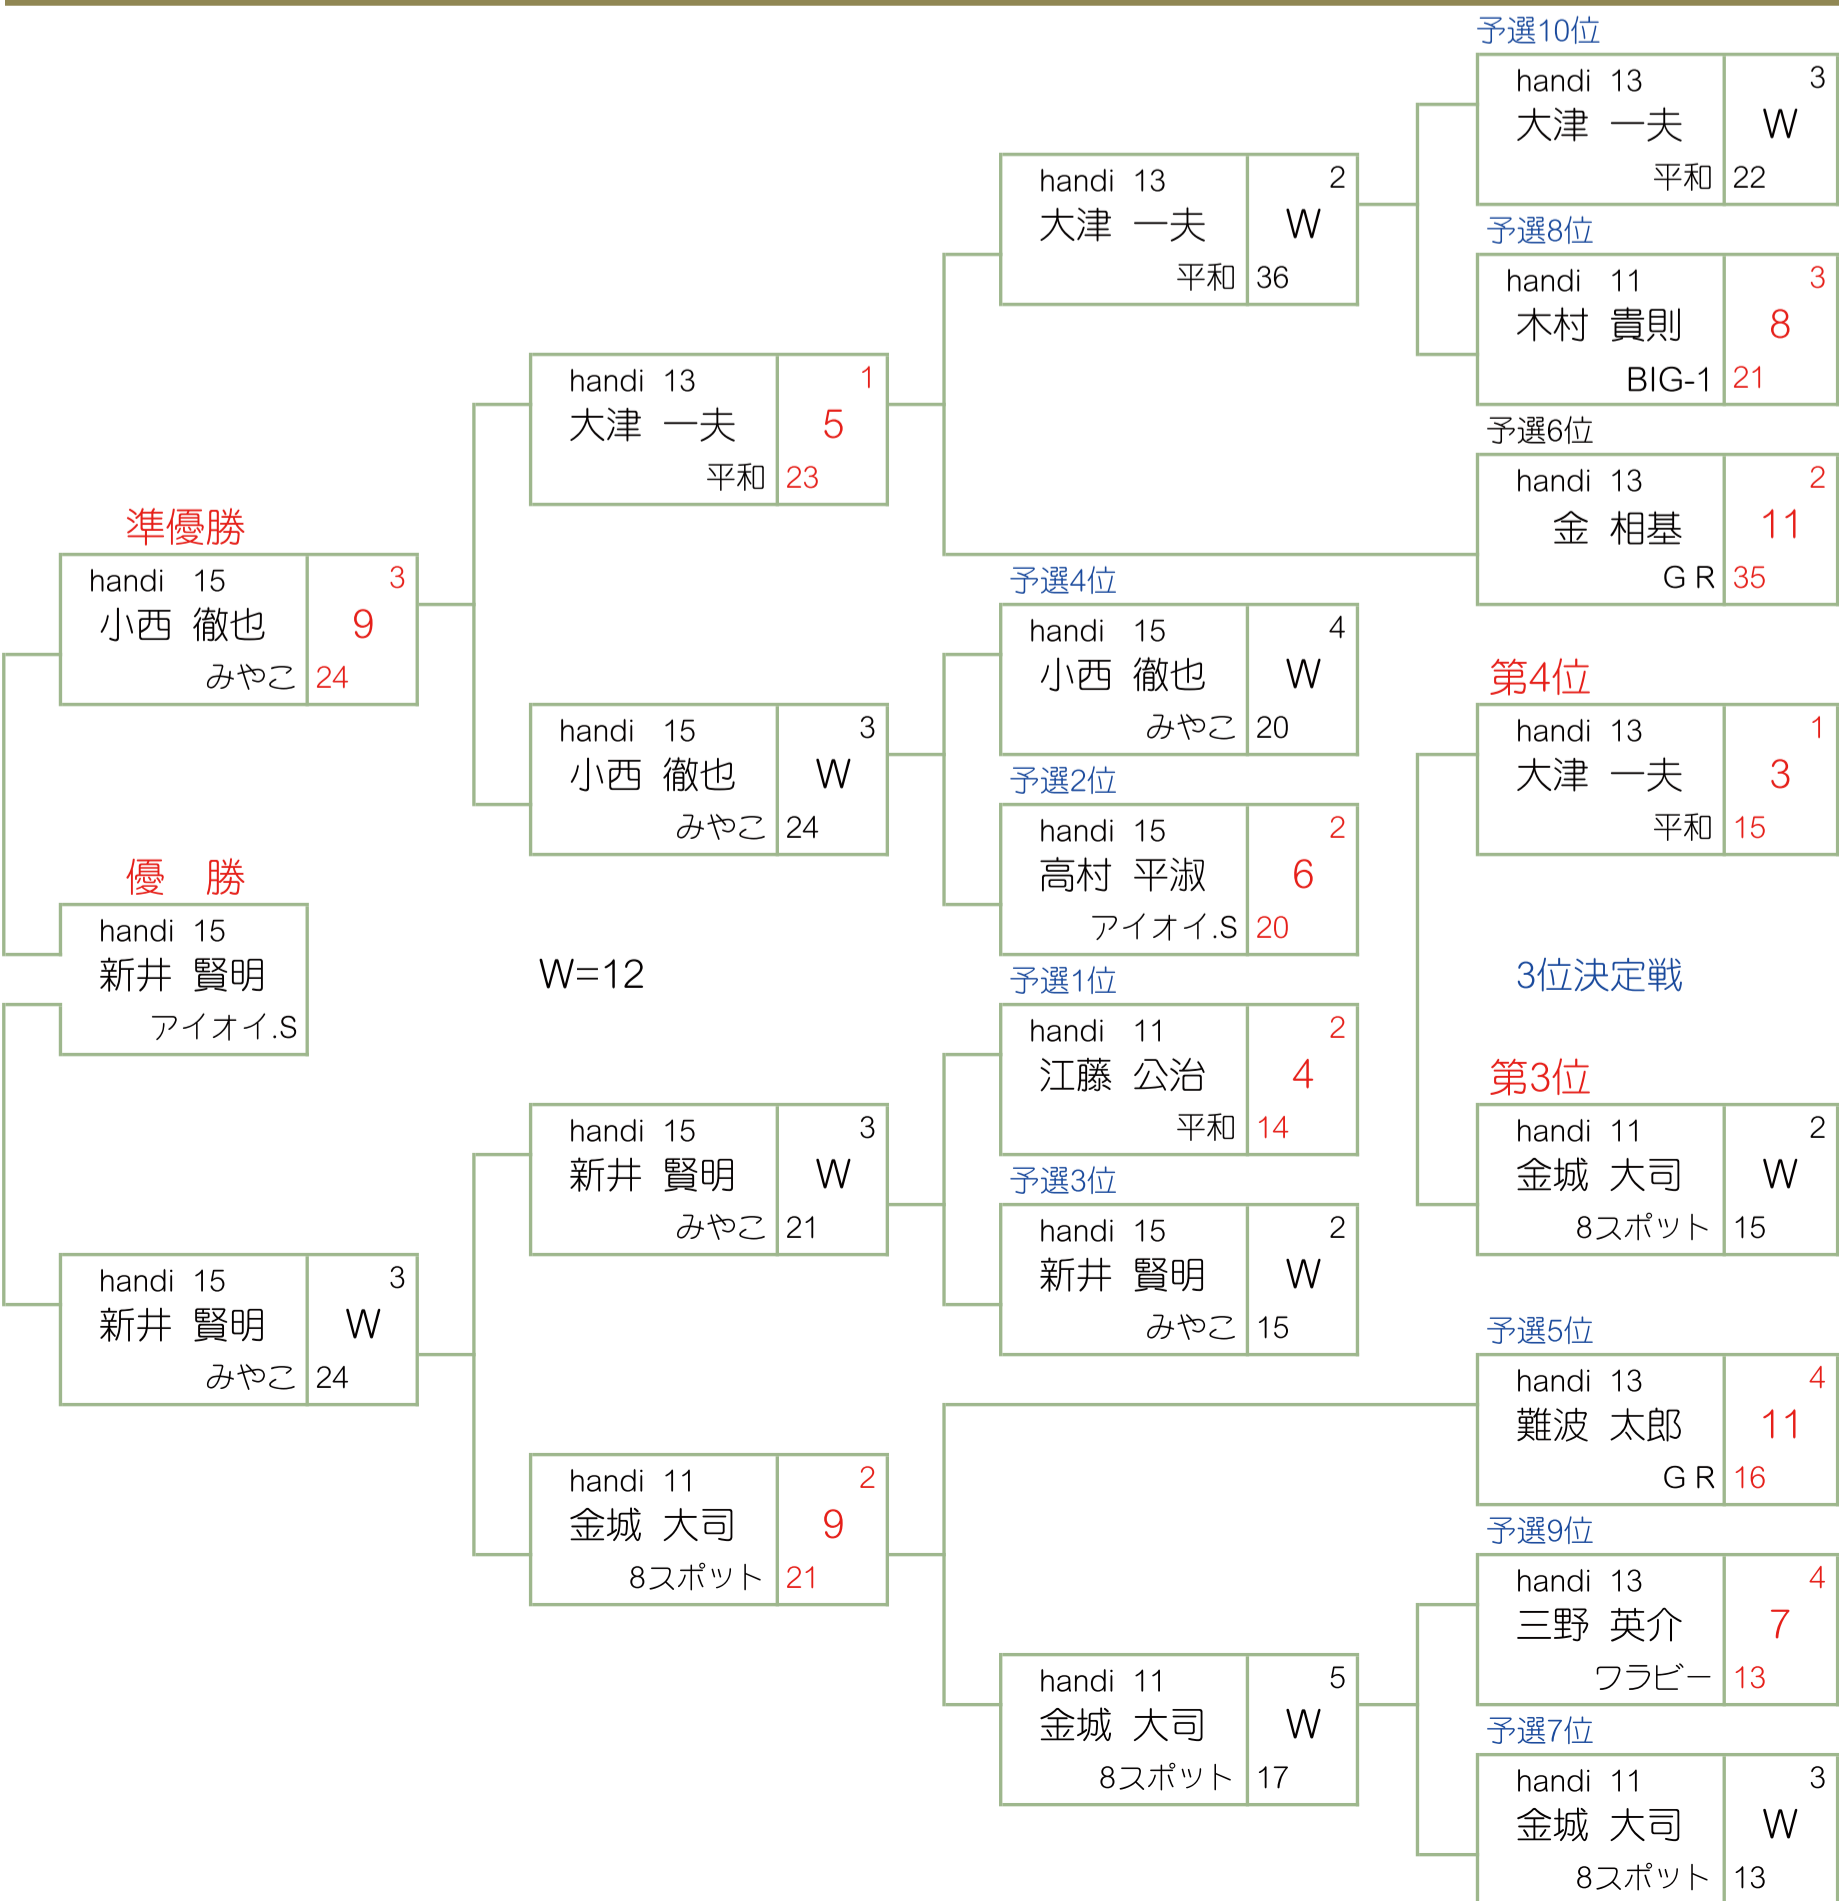 予選10位
handi 13 3
大津 一夫 W
平和 22
予選8位
handi 11 3
木村 貴則 8
BIG-1 21
予選6位
handi 13 2
金 相基 11
G R 35
handi 13 2
大津 一夫 W
平和 36
handi 13 1
大津 一夫 5
平和 23
準優勝
handi 15 3
小西 徹也 9
みやこ 24
予選4位
handi 15 4
小西 徹也 W
みやこ 20
予選2位
handi 15 2
高村 平淑 6
アイオイ.S 20
handi 15 3
小西 徹也 W
みやこ 24
第4位
handi 13 1
大津 一夫 3
平和 15
3位決定戦
第3位
handi 11 2
金城 大司 W
8スポット 15
優 勝
handi 15
新井 賢明
アイオイ.S
W=12
予選1位
handi 11 2
江藤 公治 4
平和 14
予選3位
handi 15 2
新井 賢明 W
みやこ 15
handi 15 3
新井 賢明 W
みやこ 21
handi 15 3
新井 賢明 W
みやこ 24
handi 11 2
金城 大司 9
8スポット 21
予選5位
handi 13 4
難波 太郎 11
G R 16
予選9位
handi 13 4
三野 英介 7
ワラビー 13
handi 11 5
金城 大司 W
8スポット 17
予選7位
handi 11 3
金城 大司 W
8スポット 13